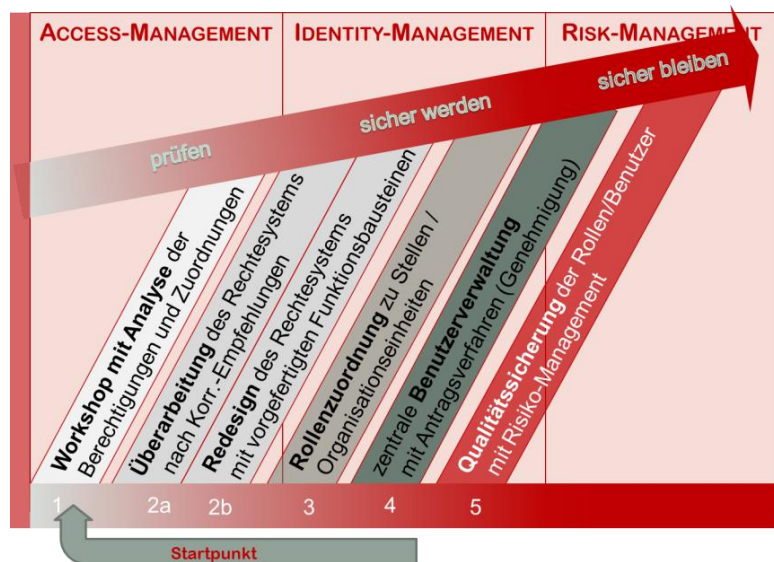 ACCESS-MANAGEMENT
IDENTITY-MANAGEMENT
RISK-MANAGEMENT
prüfen
sicher werden
sicher bleiben
Workshop mit Analyse der
Berechtigungen und Zuordnungen
Überarbeitung des Rechtesystems
nach Korr.-Empfehlungen
Redesign des Rechtesystems
mit vorgefertigten Funktionsbausteinen
Rollenzuordnung zu Stellen /
Organisationseinheiten
zentrale Benutzerverwaltung
mit Antragsverfahren (Genehmigung)
Qualitätssicherung der Rollen/Benutzer
mit Risiko-Management
1
2a
2b
3
4
5
Startpunkt